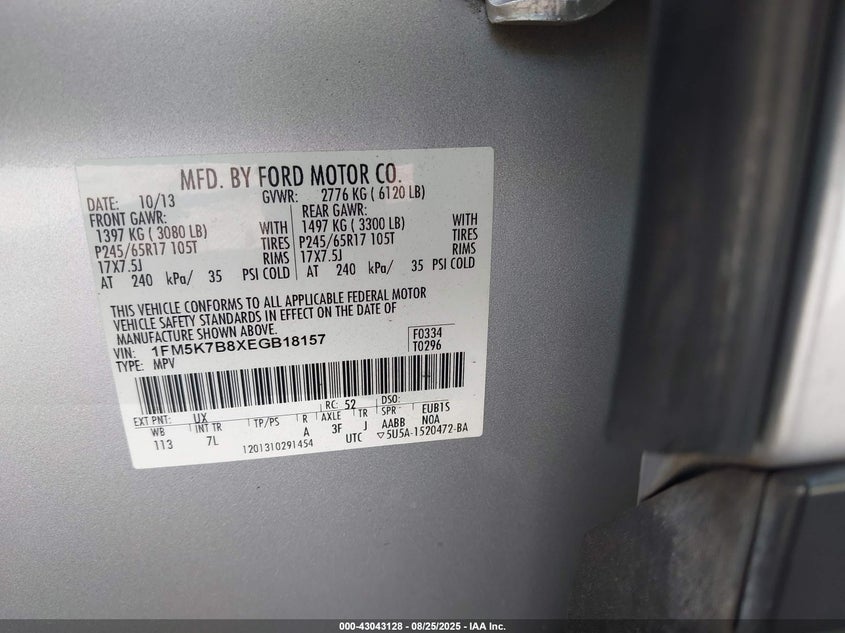 MFD. BY FORD MOTOR CO.
DATE: 10/13 GVWR: 2776 KG ( 6120 LB)
FRONT GAWR: REAR GAWR:
1397 KG ( 3080 LB) WITH 1497 KG ( 3300 LB) WITH
P245/65R17 105T TIRES P245/65R17 105T TIRES
17X7.5J RIMS 17X7.5J RIMS
AT 240 kPa/ 35 PSI COLD AT 240 kPa/ 35 PSI COLD
THIS VEHICLE CONFORMS TO ALL APPLICABLE FEDERAL MOTOR
VEHICLE SAFETY STANDARDS IN EFFECT ON THE DATE OF
MANUFACTURE SHOWN ABOVE.
VIN: 1FM5K7B8XEGB18157 F0334
TYPE: MPV T0296
EXT PNT: UX RC: 52 DSO:
WB INT TR TP/PS R AXLE TR SPR EUB1S
113 7L A 3F J AABB NOA
1201310291454 UTC ▽5U5A-1520472-BA
000-43043128 - 08/25/2025 - IAA Inc.